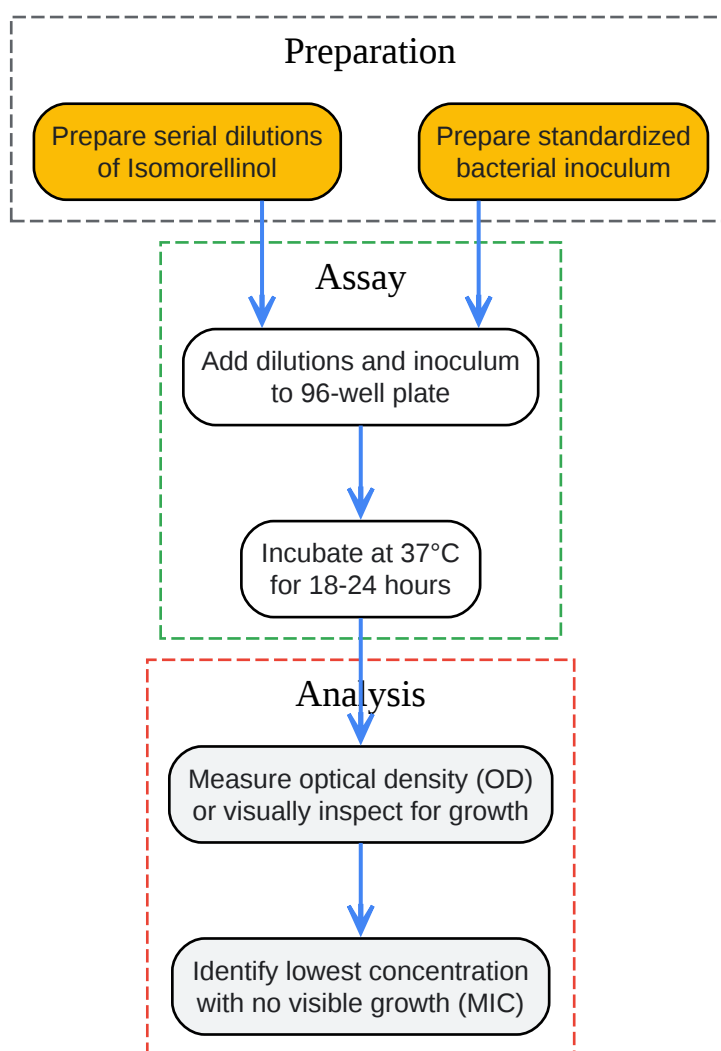 Preparation
Prepare serial dilutions
of Isomorellinol
Prepare standardized
bacterial inoculum
Assay
Add dilutions and inoculum
to 96-well plate
Incubate at 37°C
for 18-24 hours
Analysis
Measure optical density (OD)
or visually inspect for growth
Identify lowest concentration
with no visible growth (MIC)